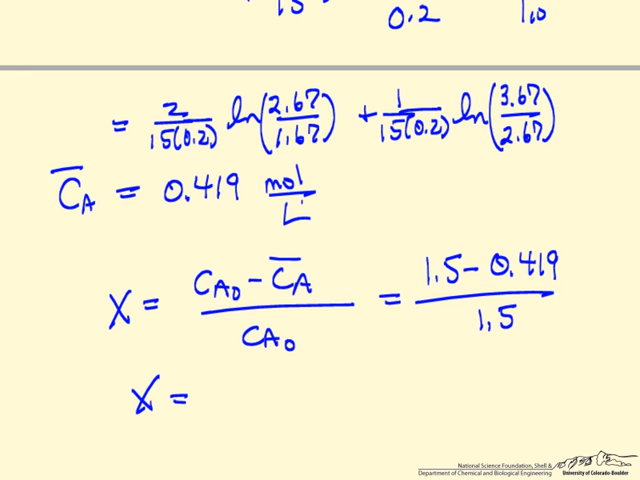 15 0.2 1.0
= 2/15(0.2) ln(2.67/1.67) + 1/15(0.2) ln(3.67/2.67)
C̅A = 0.419 mol/L
X = (CA0 - C̅A)/CA0 = (1.5 - 0.419)/1.5
X =
National Science Foundation, Shell &
Department of Chemical and Biological Engineering University of Colorado-Boulder